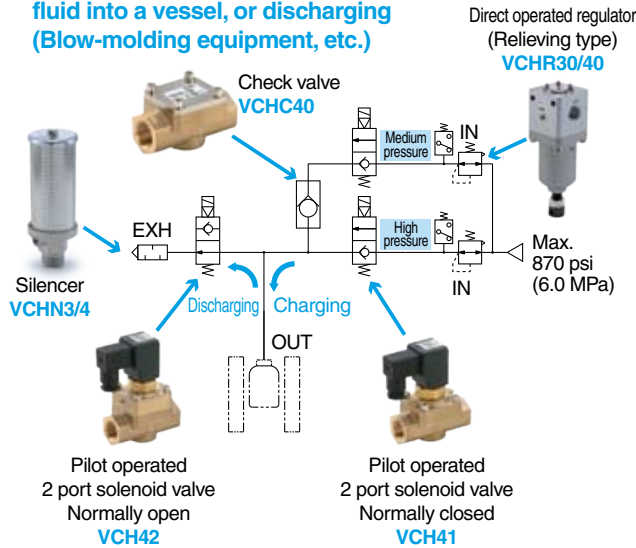 fluid into a vessel, or discharging
(Blow-molding equipment, etc.)
Direct operated regulator
(Relieving type)
VCHR30/40
Check valve
VCHC40
Medium
pressure
IN
EXH
High
pressure
IN
Max.
870 psi
(6.0 MPa)
Silencer
VCHN3/4
Discharging
Charging
OUT
Pilot operated
2 port solenoid valve
Normally open
VCH42
Pilot operated
2 port solenoid valve
Normally closed
VCH41